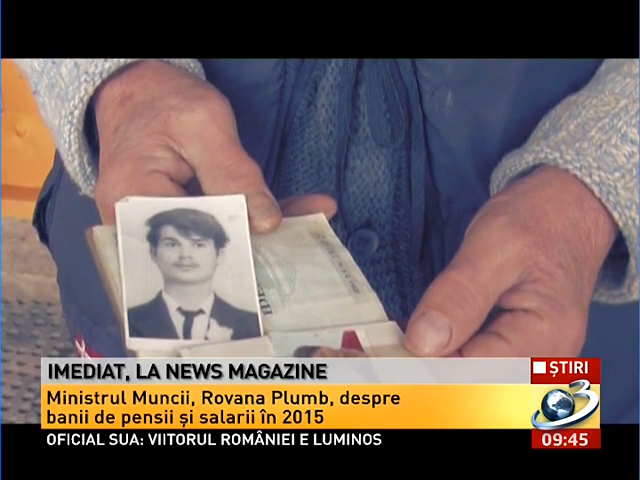 IMEDIAT, LA NEWS MAGAZINE
ȘTIRI
Ministrul Muncii, Rovana Plumb, despre
banii de pensii și salarii în 2015
3
OFICIAL SUA: VIITORUL ROMÂNIEI E LUMINOS
09:45